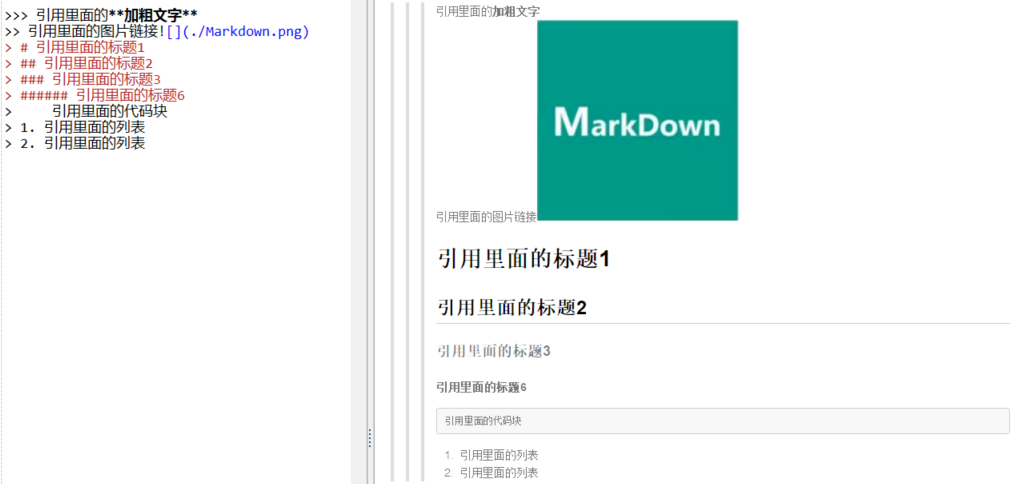 >>> 引用里面的**加粗文字**
>> 引用里面的图片链接![](./Markdown.png)
> # 引用里面的标题1
> ## 引用里面的标题2
> ### 引用里面的标题3
> ###### 引用里面的标题6
>     引用里面的代码块
> 1. 引用里面的列表
> 2. 引用里面的列表
引用里面的加粗文字
MarkDown
引用里面的图片链接
引用里面的标题1
引用里面的标题2
引用里面的标题3
引用里面的标题6
引用里面的代码块
1. 引用里面的列表
2. 引用里面的列表